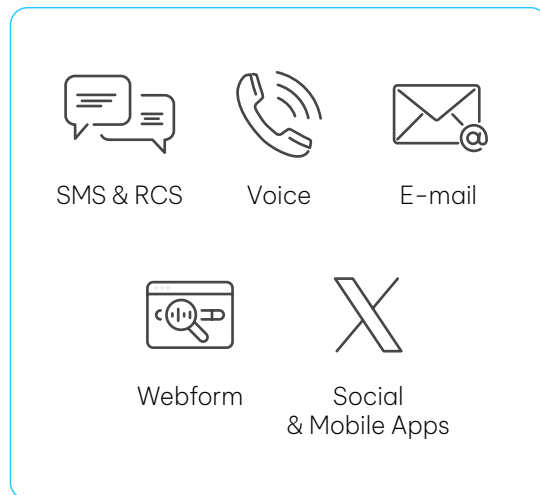 SMS & RCS
Voice
E-mail
@
Webform
Social
& Mobile Apps